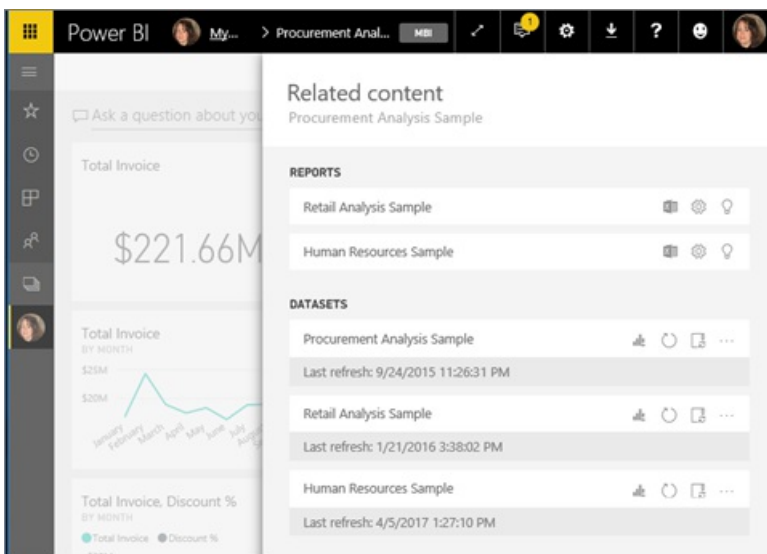 Power BI My... > Procurement Anal... MBI 1 ?
Ask a question about you
Total Invoice
$221.66M
Total Invoice
BY MONTH
$25M
$20M
January February March April May June July August
Total Invoice, Discount %
BY MONTH
Total Invoice Discount %
Related content
Procurement Analysis Sample
REPORTS
Retail Analysis Sample
Human Resources Sample
DATASETS
Procurement Analysis Sample
Last refresh: 9/24/2015 11:26:31 PM
Retail Analysis Sample
Last refresh: 1/21/2016 3:38:02 PM
Human Resources Sample
Last refresh: 4/5/2017 1:27:10 PM